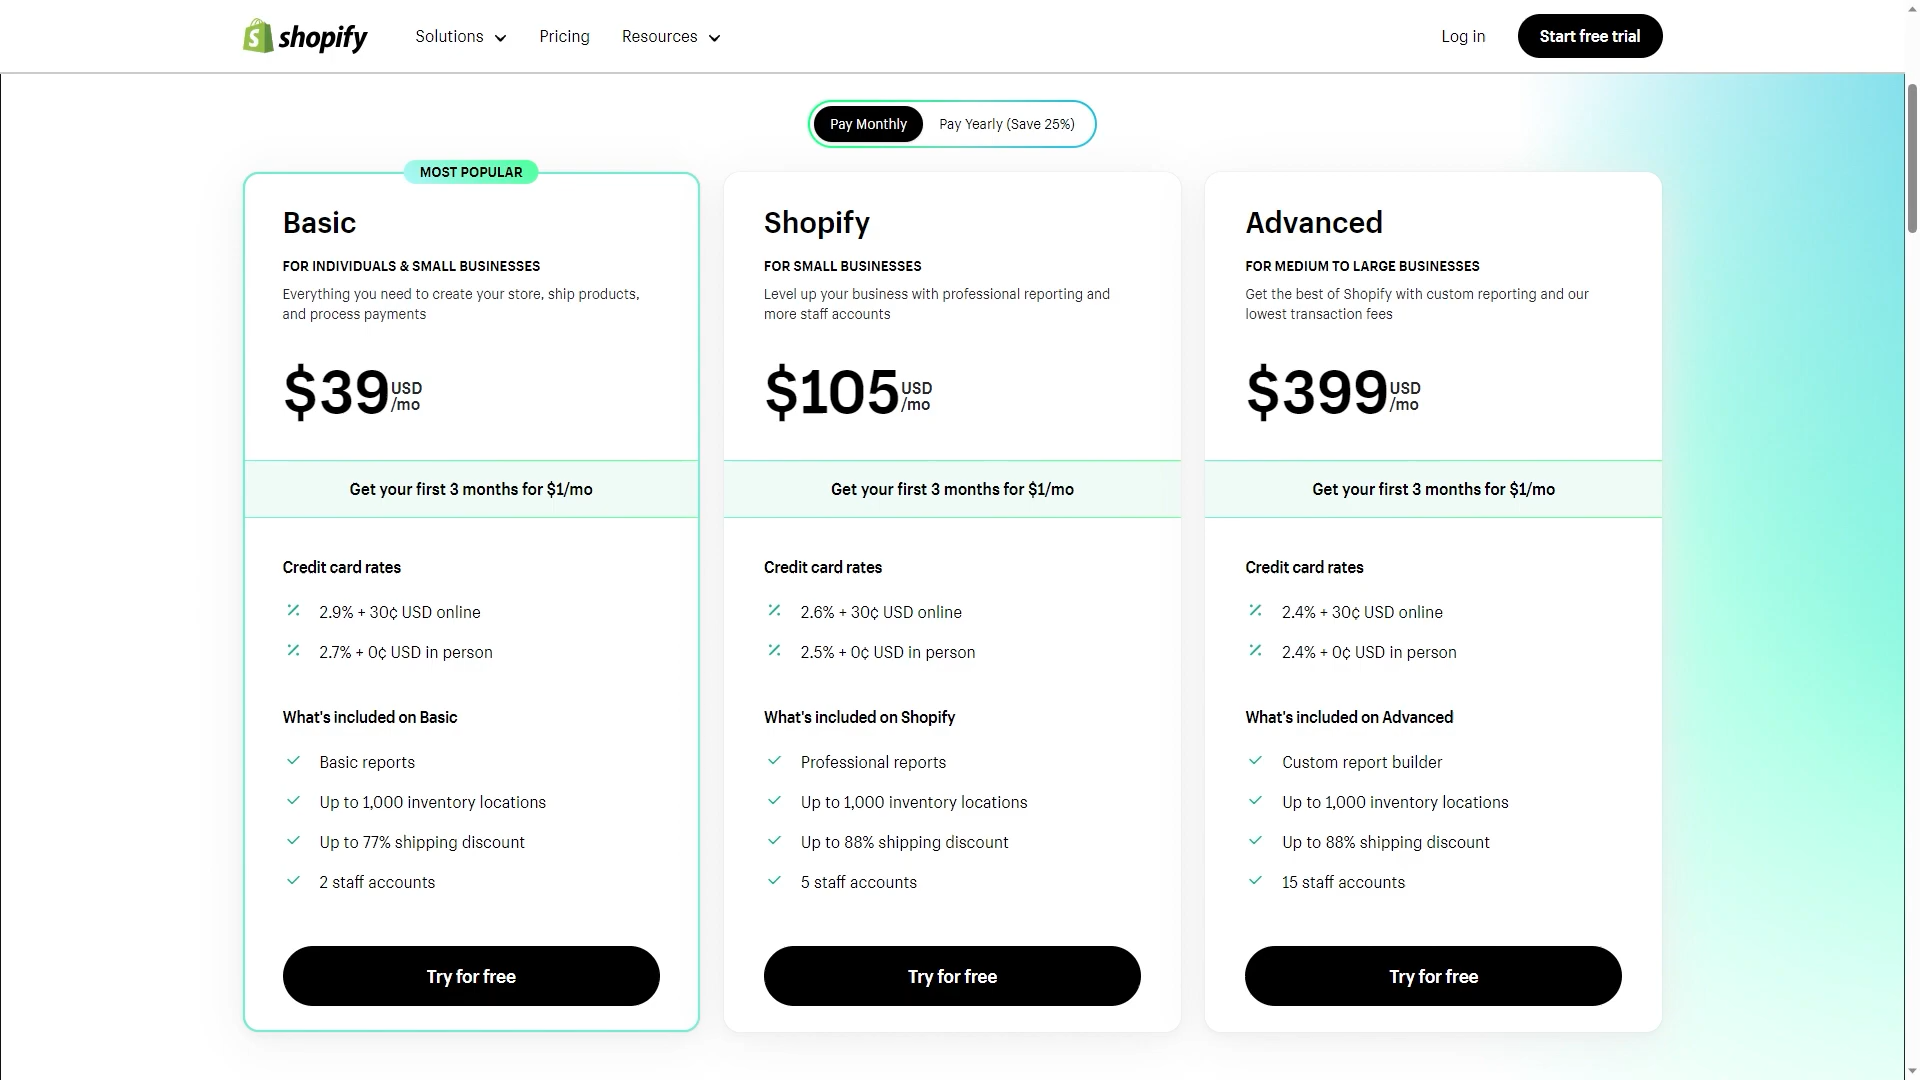 shopify
Solutions
Pricing
Resources
Log in
Start free trial
Pay Monthly
Pay Yearly (Save 25%)
MOST POPULAR
Basic
FOR INDIVIDUALS & SMALL BUSINESSES
Everything you need to create your store, ship products,
and process payments
$39 USD
/mo
Get your first 3 months for $1/mo
Credit card rates
2.9% + 30¢ USD online
2.7% + 0¢ USD in person
What's included on Basic
Basic reports
Up to 1,000 inventory locations
Up to 77% shipping discount
2 staff accounts
Try for free
Shopify
FOR SMALL BUSINESSES
Level up your business with professional reporting and
more staff accounts
$105 USD
/mo
Get your first 3 months for $1/mo
Credit card rates
2.6% + 30¢ USD online
2.5% + 0¢ USD in person
What's included on Shopify
Professional reports
Up to 1,000 inventory locations
Up to 88% shipping discount
5 staff accounts
Try for free
Advanced
FOR MEDIUM TO LARGE BUSINESSES
Get the best of Shopify with custom reporting and our
lowest transaction fees
$399 USD
/mo
Get your first 3 months for $1/mo
Credit card rates
2.4% + 30¢ USD online
2.4% + 0¢ USD in person
What's included on Advanced
Custom report builder
Up to 1,000 inventory locations
Up to 88% shipping discount
15 staff accounts
Try for free